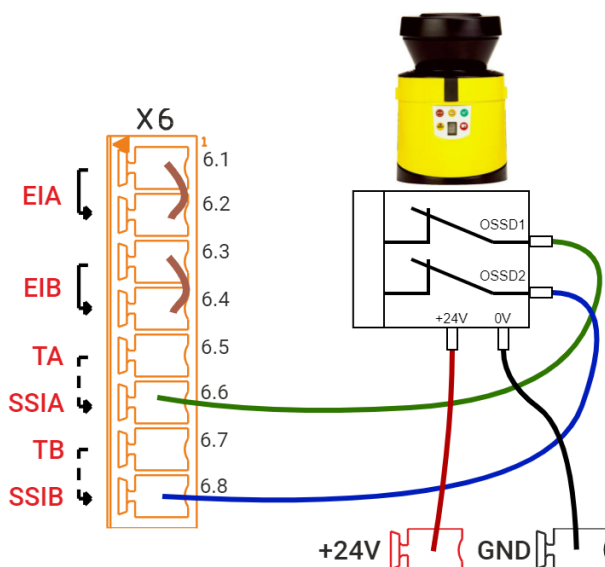 X6
1
6.1
EIA
6.2
6.3
EIB
6.4
TA
6.5
SSIA
6.6
TB
6.7
SSIB
6.8
OSSD1
OSSD2
+24V
0V
+24V
GND